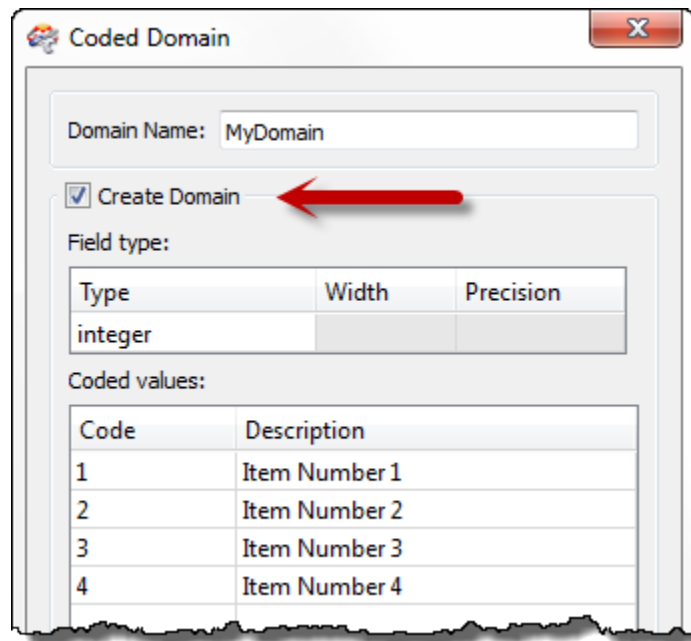 Coded Domain
Domain Name: MyDomain
Create Domain
Field type:
Type Width Precision
integer
Coded values:
Code Description
1 Item Number 1
2 Item Number 2
3 Item Number 3
4 Item Number 4